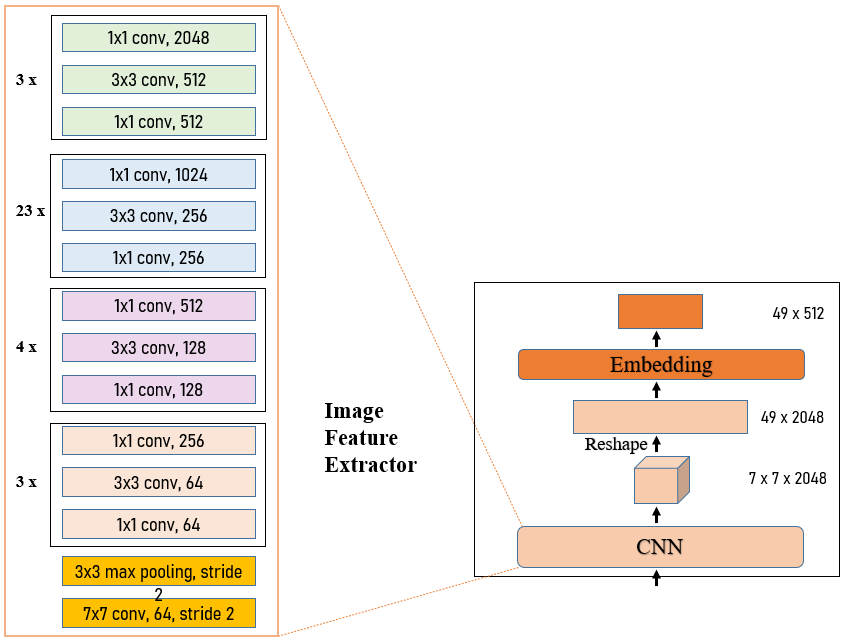 1x1 conv, 2048
3 x
3x3 conv, 512
1x1 conv, 512
1x1 conv, 1024
23 x
3x3 conv, 256
1x1 conv, 256
1x1 conv, 512
4 x
3x3 conv, 128
1x1 conv, 128
1x1 conv, 256
3 x
3x3 conv, 64
1x1 conv, 64
3x3 max pooling, stride
2
7x7 conv, 64, stride 2
Image
Feature
Extractor
49 x 512
Embedding
49 x 2048
Reshape
7 x 7 x 2048
CNN